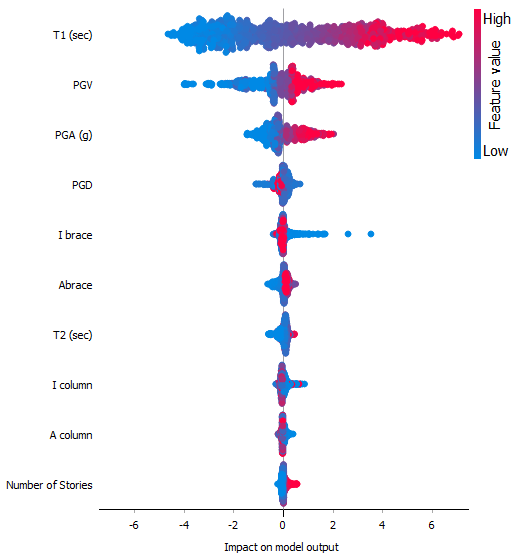 High
T1 (sec)
PGV
Feature value
PGA (g)
Low
PGD
I brace
Abrace
T2 (sec)
I column
A column
Number of Stories
-6 -4 -2 0 2 4 6
Impact on model output